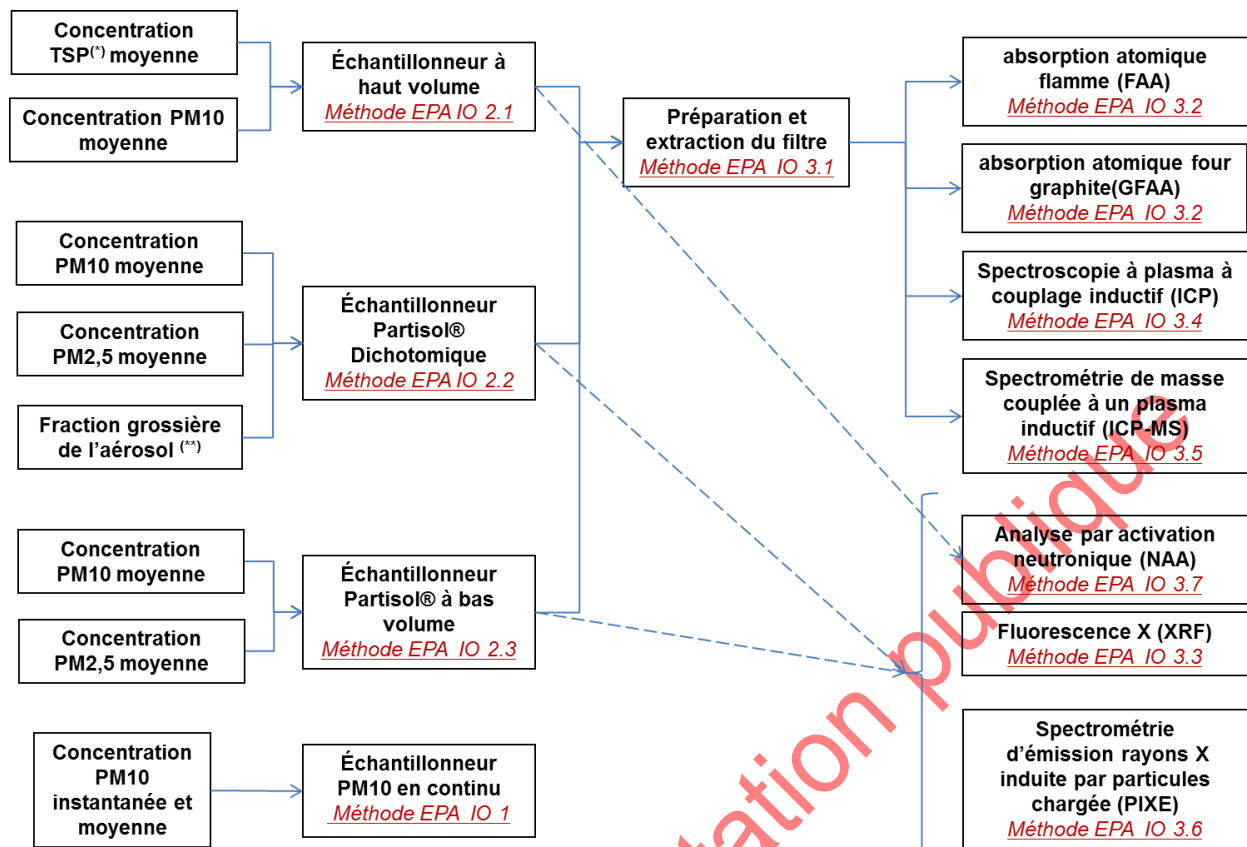 Concentration
TSP(*) moyenne
Concentration PM10
moyenne
Échantillonneur à
haut volume
Méthode EPA IO 2.1
Concentration
PM10 moyenne
Concentration
PM2,5 moyenne
Fraction grossière
de l'aérosol (**)
Échantillonneur
Partisol®
Dichotomique
Méthode EPA IO 2.2
Concentration
PM10 moyenne
Concentration
PM2,5 moyenne
Échantillonneur
Partisol® à bas
volume
Méthode EPA IO 2.3
Concentration
PM10
instantanée et
moyenne
Échantillonneur
PM10 en continu
Méthode EPA IO 1
Préparation et
extraction du filtre
Méthode EPA IO 3.1
absorption atomique
flamme (FAA)
Méthode EPA IO 3.2
absorption atomique four
graphite(GFAA)
Méthode EPA IO 3.2
Spectroscopie à plasma à
couplage inductif (ICP)
Méthode EPA IO 3.4
Spectrométrie de masse
couplée à un plasma
inductif (ICP-MS)
Méthode EPA IO 3.5
Analyse par activation
neutronique (NAA)
Méthode EPA IO 3.7
Fluorescence X (XRF)
Méthode EPA IO 3.3
Spectrométrie
d'émission rayons X
induite par particules
chargée (PIXE)
Méthode EPA IO 3.6
tation publique